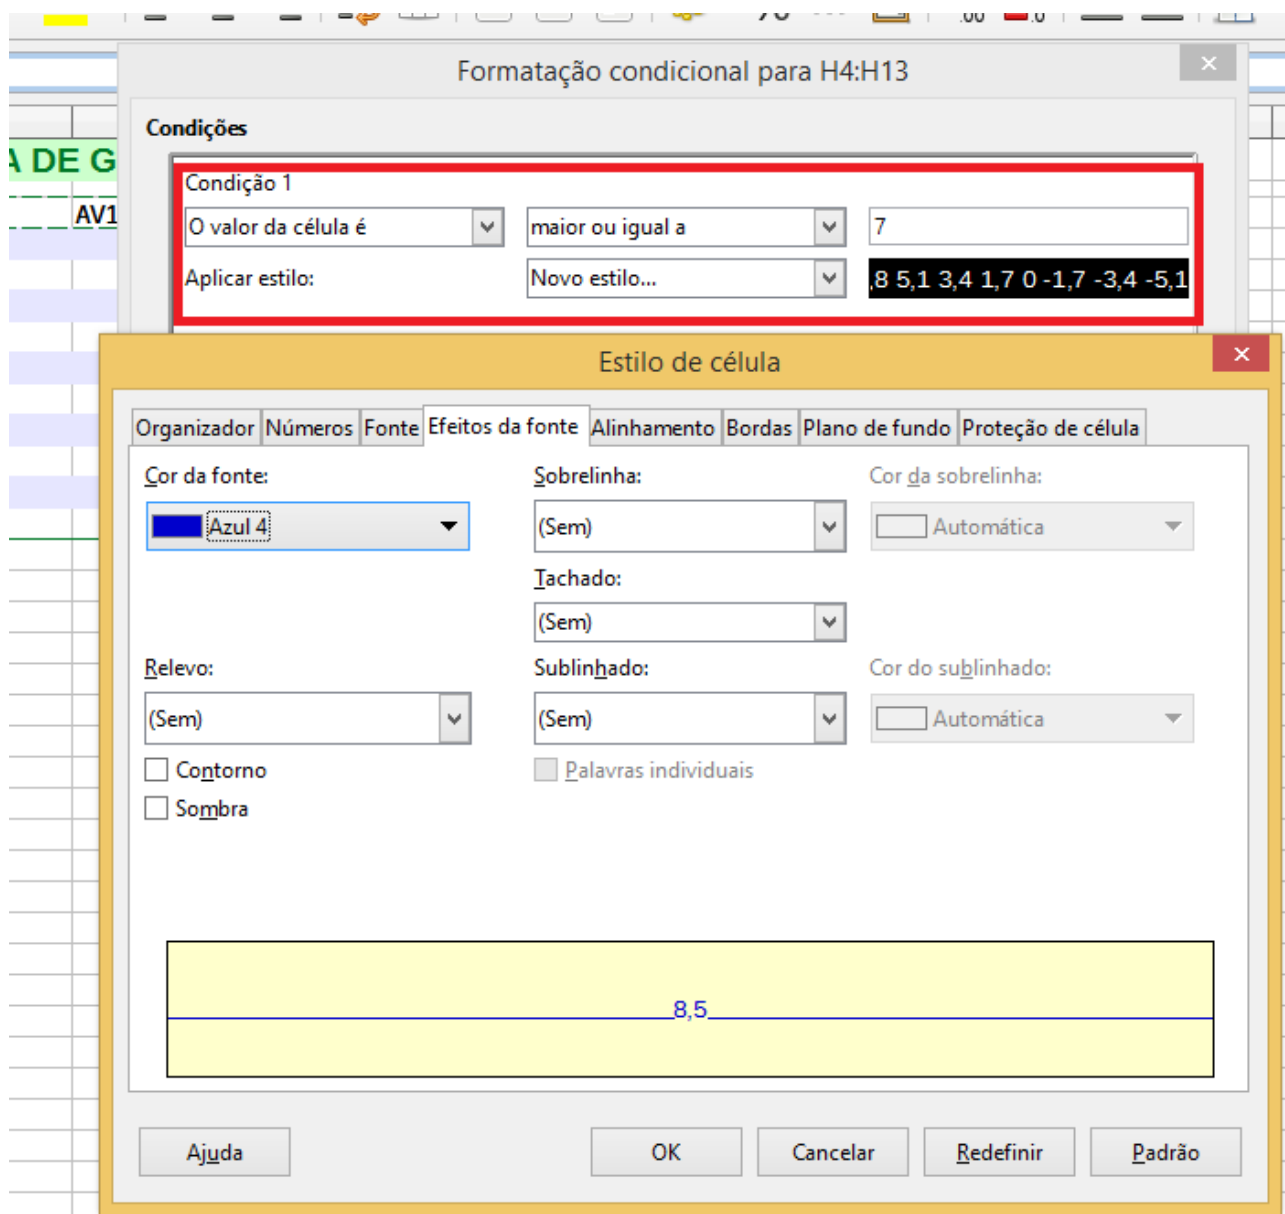 .00 .0
Formatação condicional para H4:H13
Condições
A DE G
Condição 1
AV1
O valor da célula é maior ou igual a 7
Aplicar estilo: Novo estilo... ,8 5,1 3,4 1,7 0 -1,7 -3,4 -5,1
Estilo de célula
Organizador Números Fonte Efeitos da fonte Alinhamento Bordas Plano de fundo Proteção de célula
Cor da fonte: Sobrelinha: Cor da sobrelinha:
Azul 4 (Sem) Automática
Tachado:
(Sem)
Relevo: Sublinhado: Cor do sublinhado:
(Sem) (Sem) Automática
Contorno Palavras individuais
Sombra
8,5
Ajuda OK Cancelar Redefinir Padrão